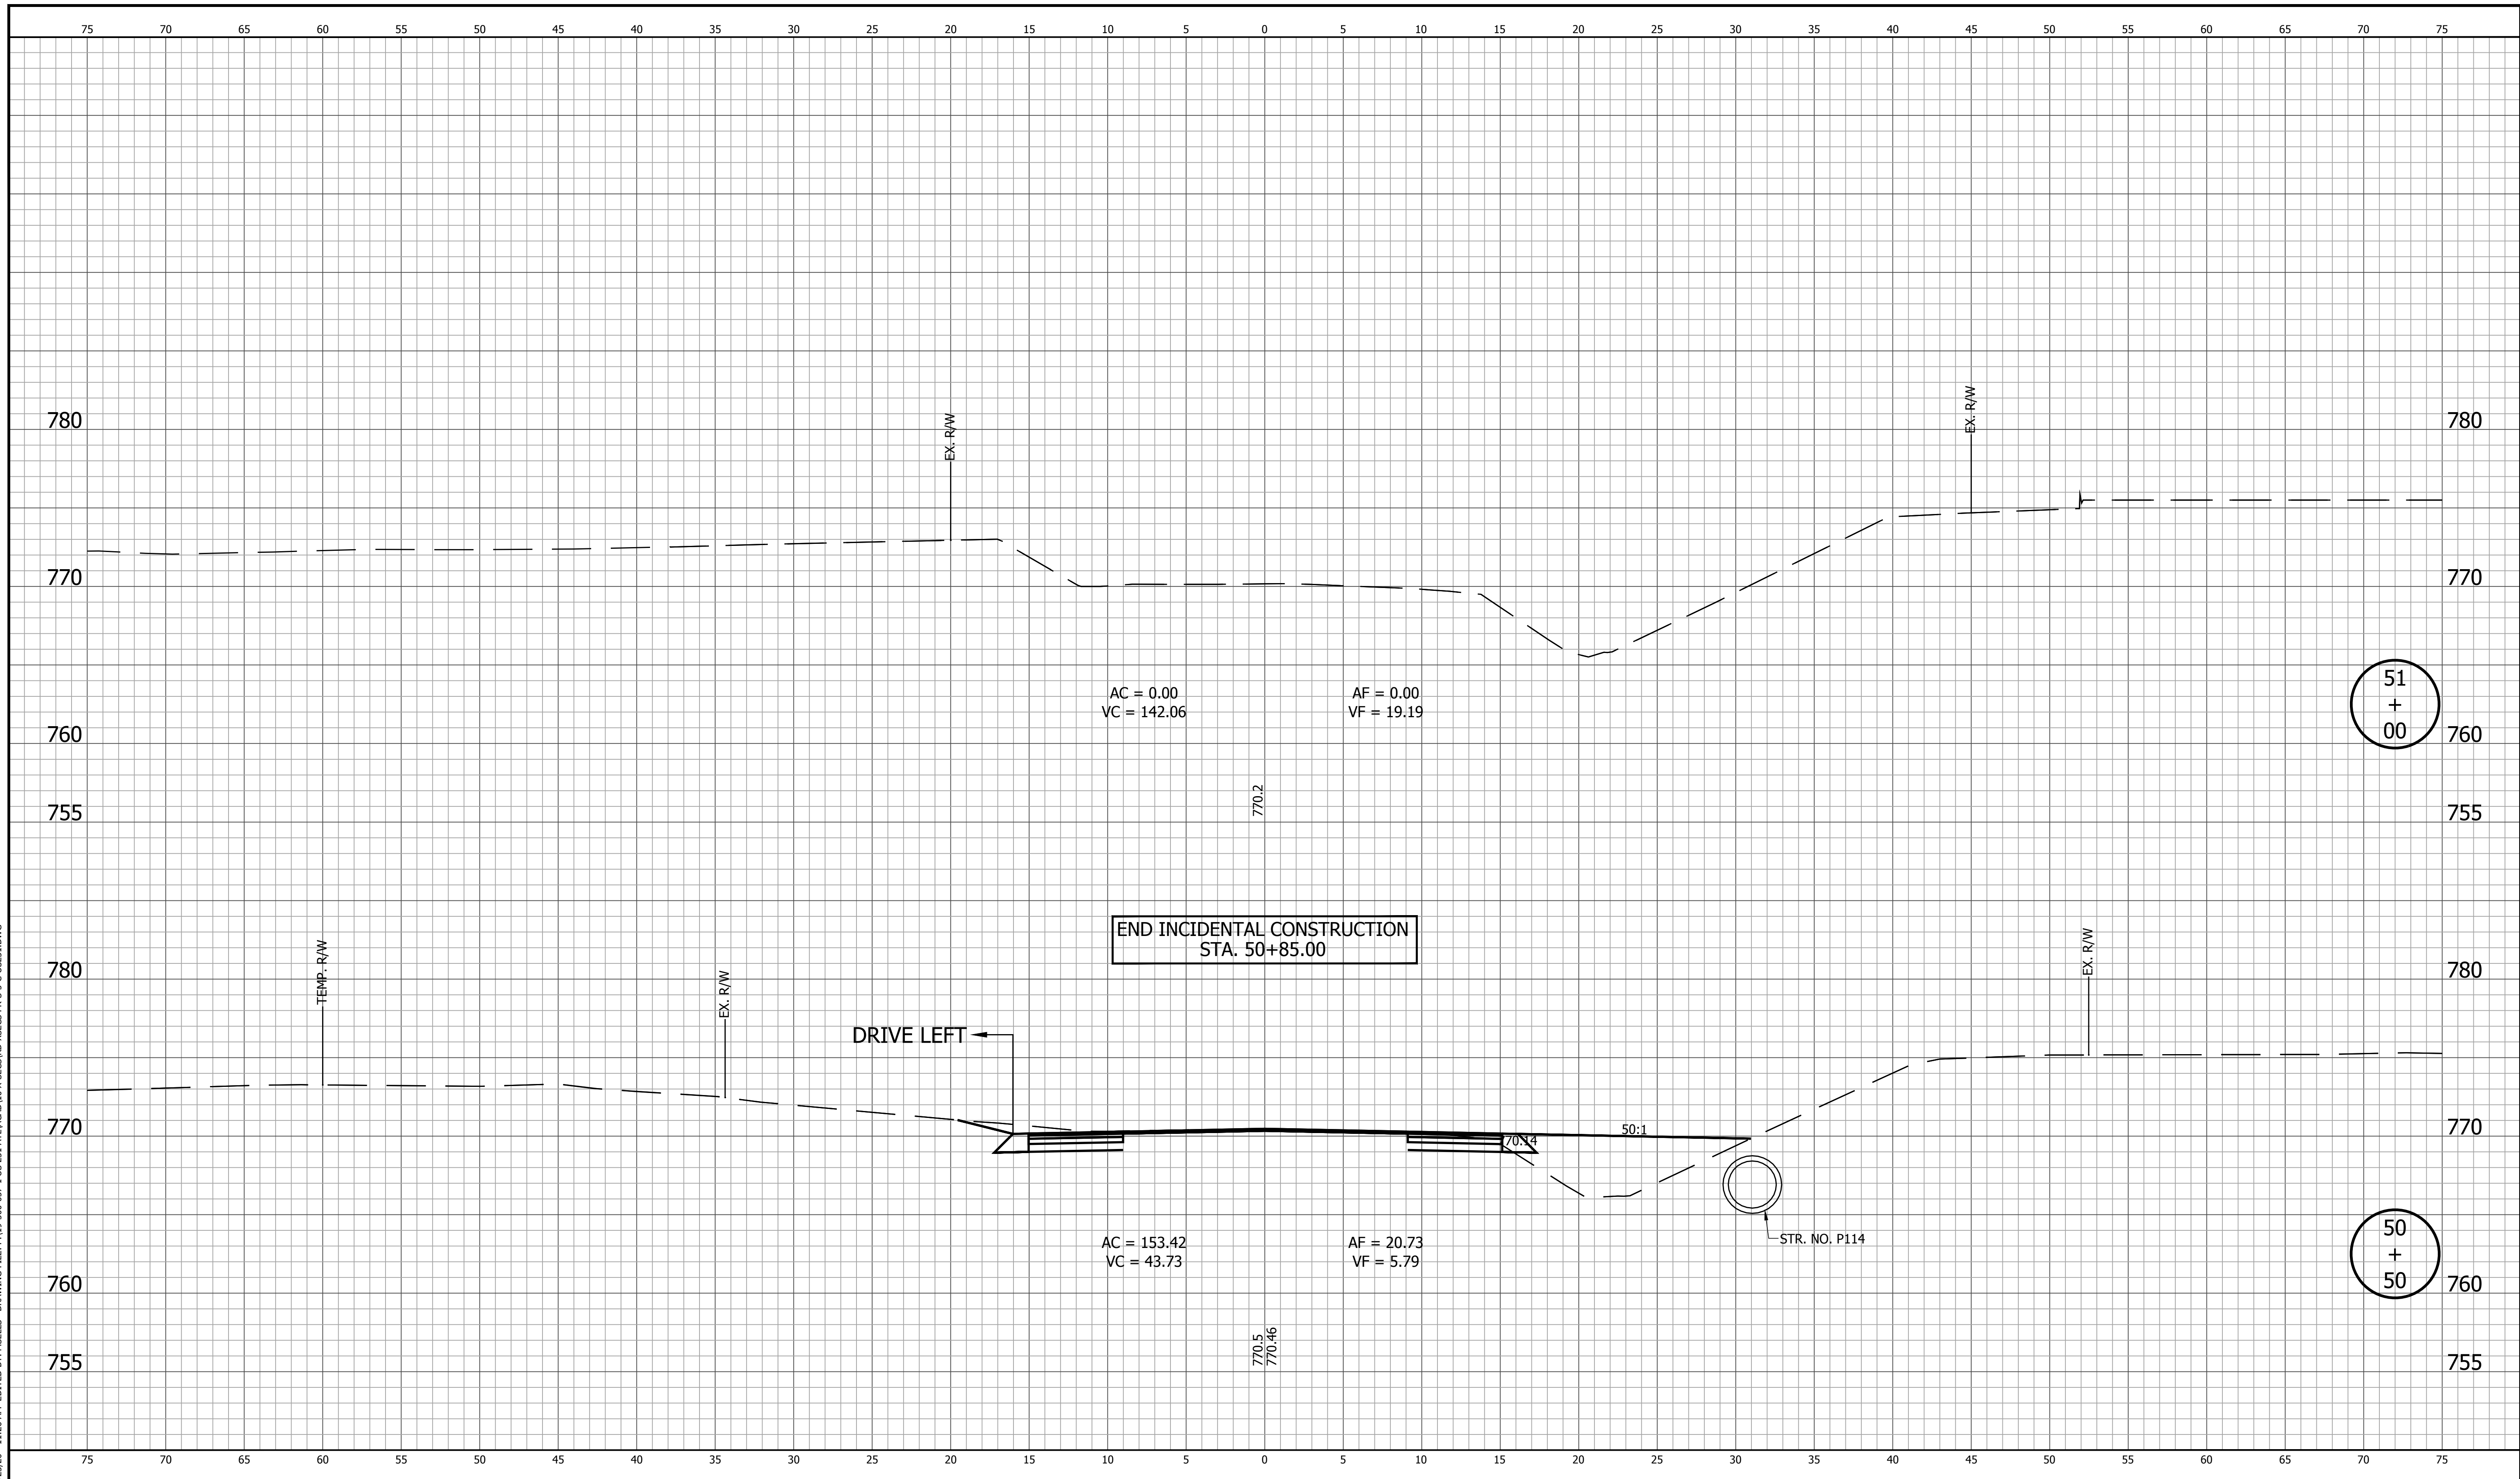 75 70 65 60 55 50 45 40 35 30 25 20 15 10 5 0 5 10 15 20 25 30 35 40 45 50 55 60 65 70 75
780
EX. R/W
EX. R/W
780
770
770
AC = 0.00
VC = 142.06
AF = 0.00
VF = 19.19
51
+
00
760
760
755
770.2
755
END INCIDENTAL CONSTRUCTION
STA. 50+85.00
780
TEMP. R/W
EX. R/W
EX. R/W
780
DRIVE LEFT
770
70.14
50:1
770
AC = 153.42
VC = 43.73
AF = 20.73
VF = 5.79
STR. NO. P114
50
+
50
760
760
755
770.5
770.46
755
75 70 65 60 55 50 45 40 35 30 25 20 15 10 5 0 5 10 15 20 25 30 35 40 45 50 55 60 65 70 75